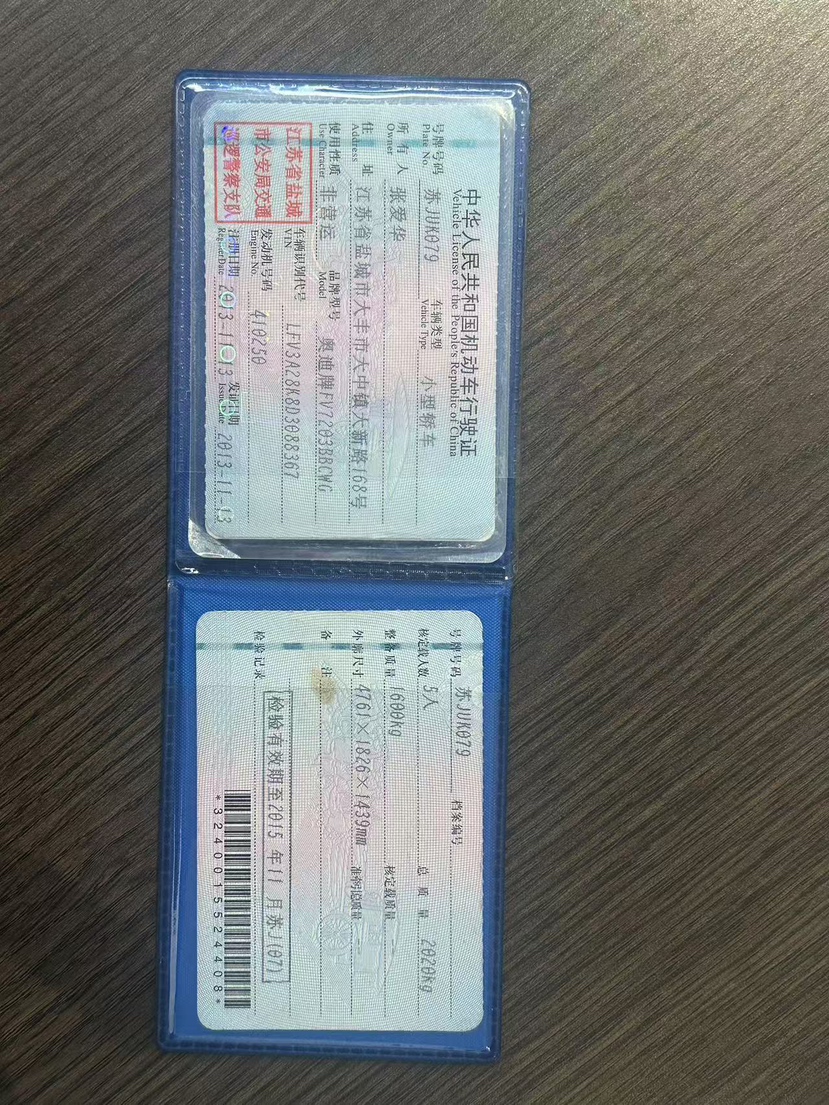 中华人民共和国机动车行驶证
Vehicle License of the People's Republic of China
号牌号码 苏JUK079 车辆类型 小型轿车
Plate No. Vehicle Type
所有人 张爱华
Owner
住址 江苏省盐城市大丰市大中镇大新路168号
Address
使用性质 非营运 品牌型号 奥迪牌FV7203BBCWG
Use Character Model
江苏省盐城
市公安局交通
巡逻警察支队
车辆识别代号 LFV3A28K8D3088367
VIN
发动机号码 410250
Engine No.
注册日期 2013-11-13 发证日期 2013-11-13
Register Date Issue Date
号牌号码 苏JUK079 档案编号
核定载人数 5人 总质量 2020kg
整备质量 1600kg 核定载质量 --
外廓尺寸 4761×1826×1439mm 准牵引总质量 --
备注
检验记录 检验有效期至2015年11月苏J(07)
*3240015524408*